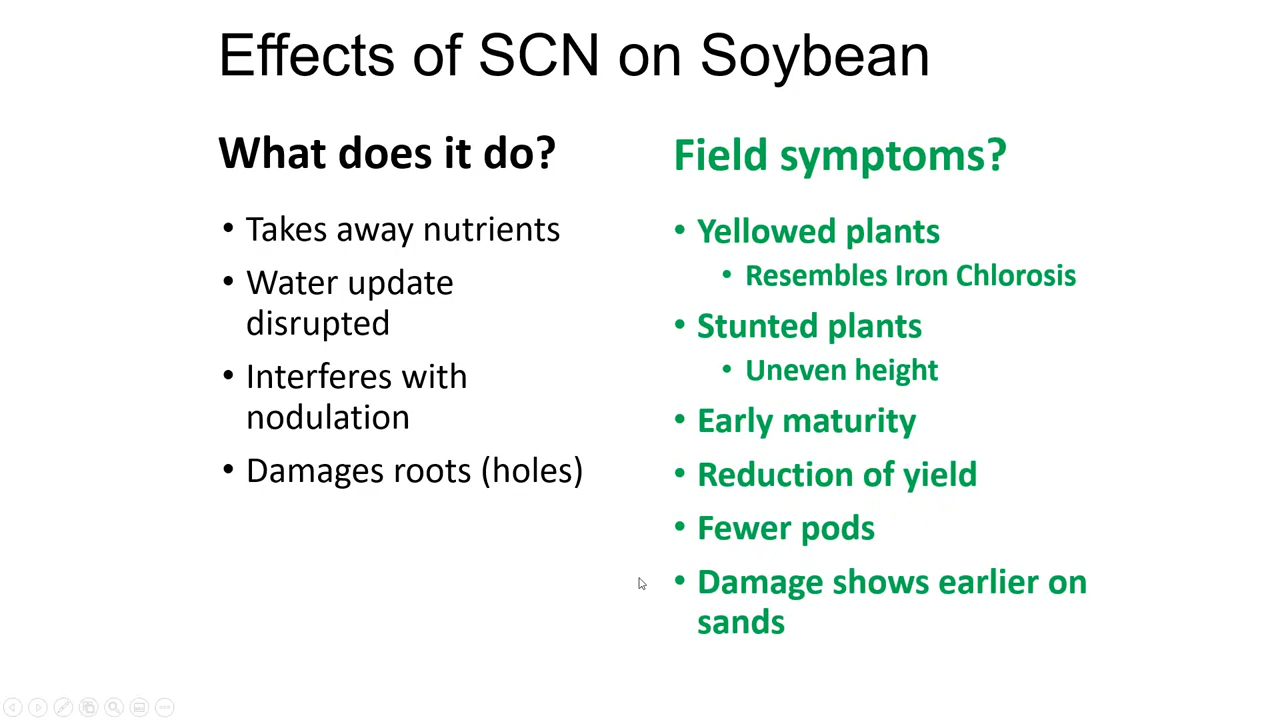 Effects of SCN on Soybean
What does it do?
• Takes away nutrients
• Water update
disrupted
• Interferes with
nodulation
• Damages roots (holes)
Field symptoms?
• Yellowed plants
• Resembles Iron Chlorosis
• Stunted plants
• Uneven height
• Early maturity
• Reduction of yield
• Fewer pods
• Damage shows earlier on
sands